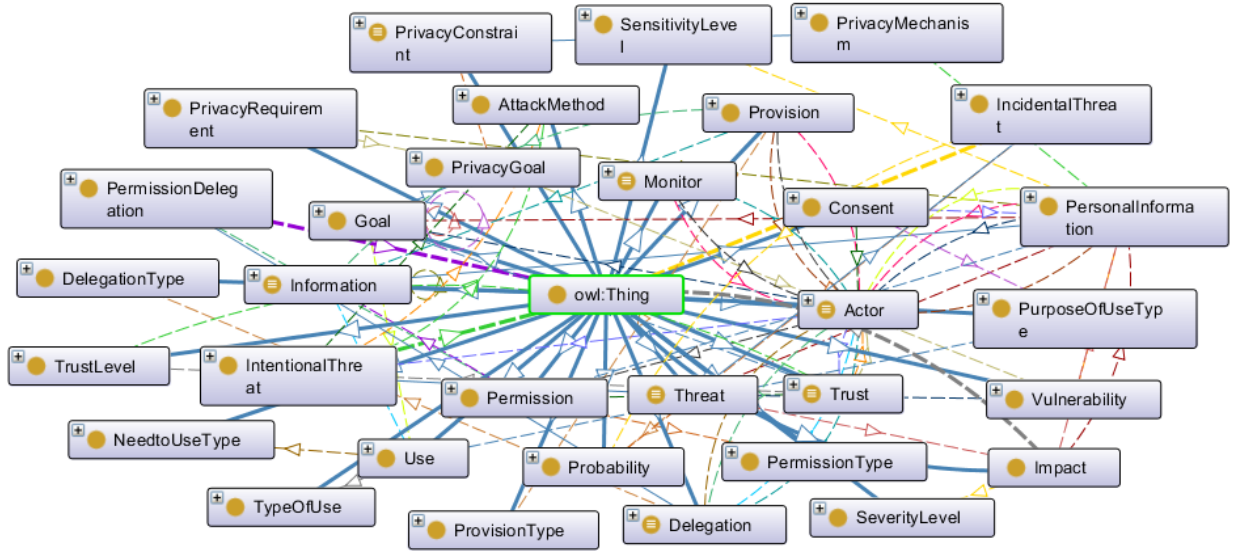 PrivacyConstrai
nt
SensitivityLeve
l
PrivacyMechanis
m
PrivacyRequirem
ent
AttackMethod
Provision
IncidentalThrea
t
PrivacyGoal
Monitor
PermissionDeleg
ation
Goal
Consent
PersonalInforma
tion
DelegationType
Information
owl:Thing
Actor
PurposeOfUseTyp
e
TrustLevel
IntentionalThre
at
Permission
Threat
Trust
Vulnerability
NeedtoUseType
Use
Probability
PermissionType
Impact
TypeOfUse
ProvisionType
Delegation
SeverityLevel